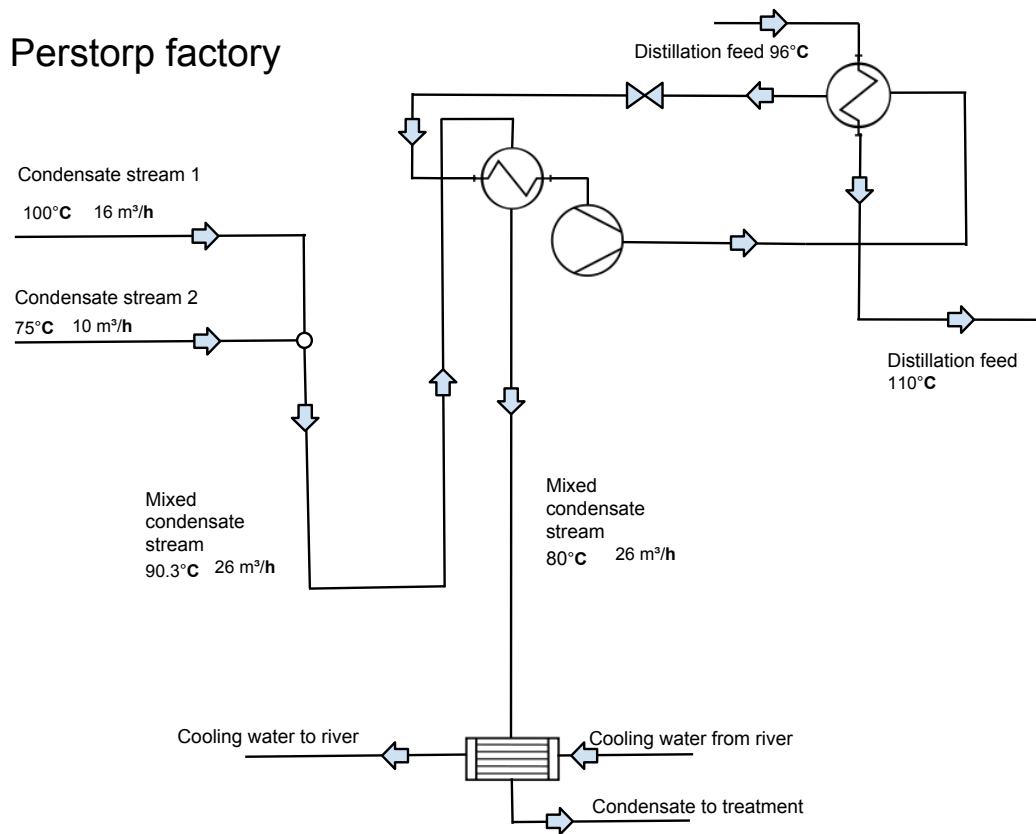 Perstorp factory
Distillation feed 96°C
Condensate stream 1
100°C 16 m³/h
Condensate stream 2
75°C 10 m³/h
Distillation feed
110°C
Mixed
condensate
stream
90.3°C 26 m³/h
Mixed
condensate
stream
80°C 26 m³/h
Cooling water to river
Cooling water from river
Condensate to treatment